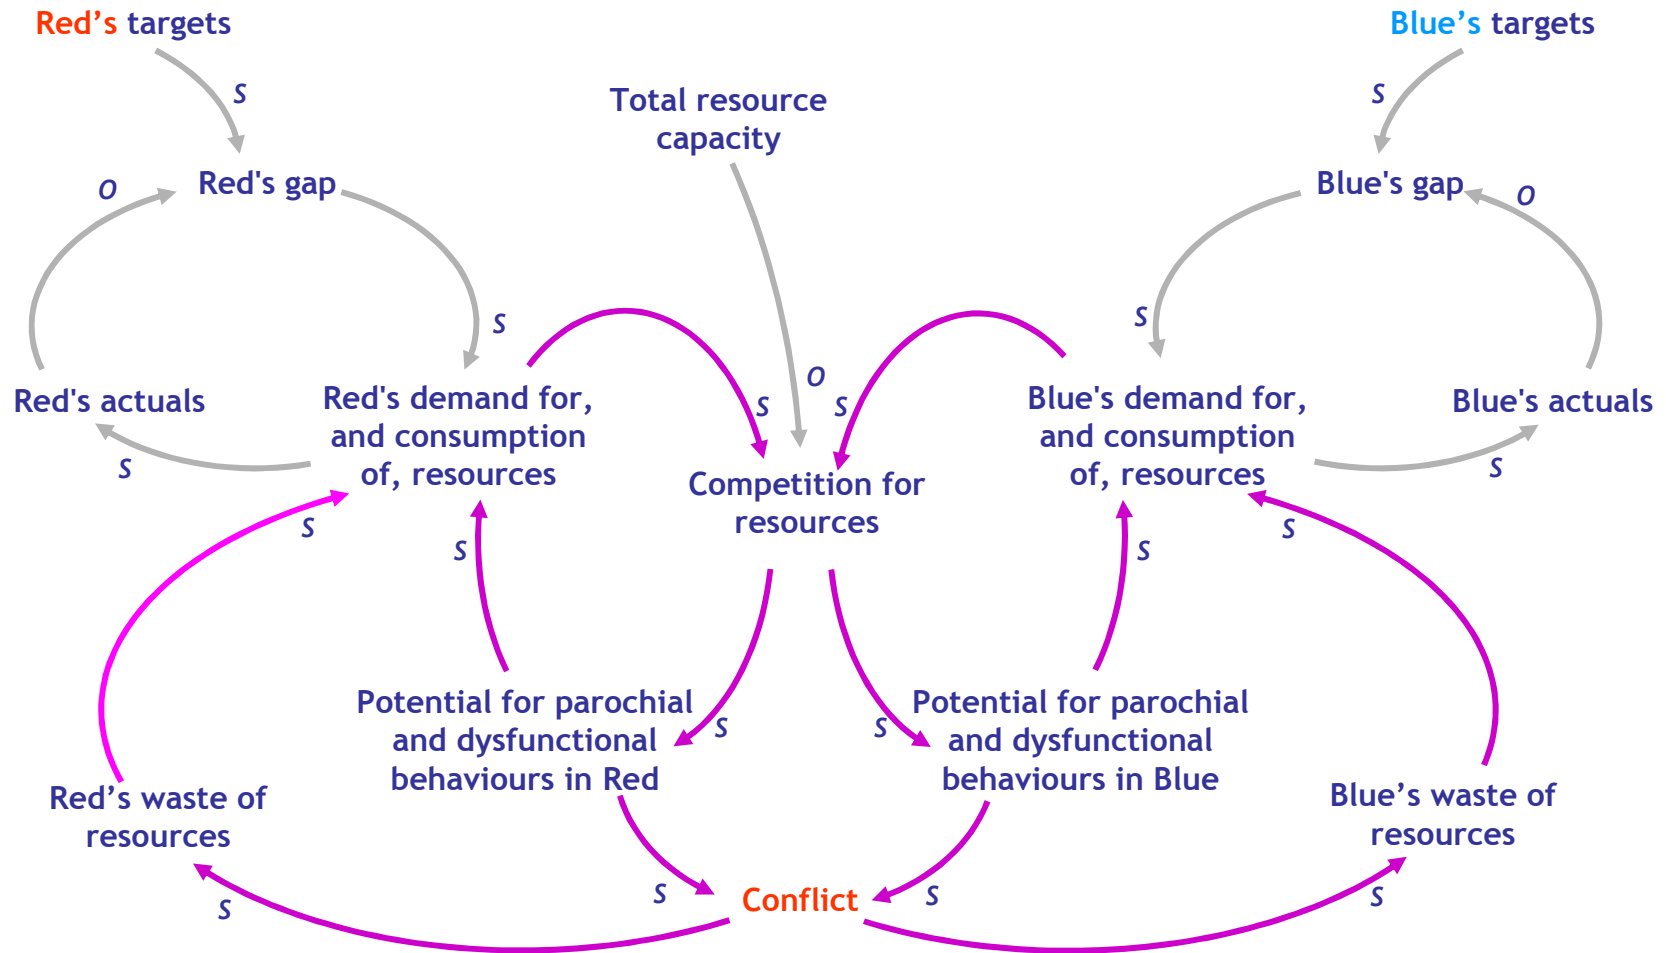 Red’s targets
Blue’s targets
S
S
Total resource
capacity
O
Red's gap
Blue's gap
O
S
S
O
Red's actuals
Red's demand for,
and consumption
of, resources
S
S
Blue's demand for,
and consumption
of, resources
Blue's actuals
S
S
Competition for
resources
S
S
S
S
Potential for parochial
and dysfunctional
behaviours in Red
S
S
Potential for parochial
and dysfunctional
behaviours in Blue
Red’s waste of
resources
Blue’s waste of
resources
S
S
Conflict
S
S